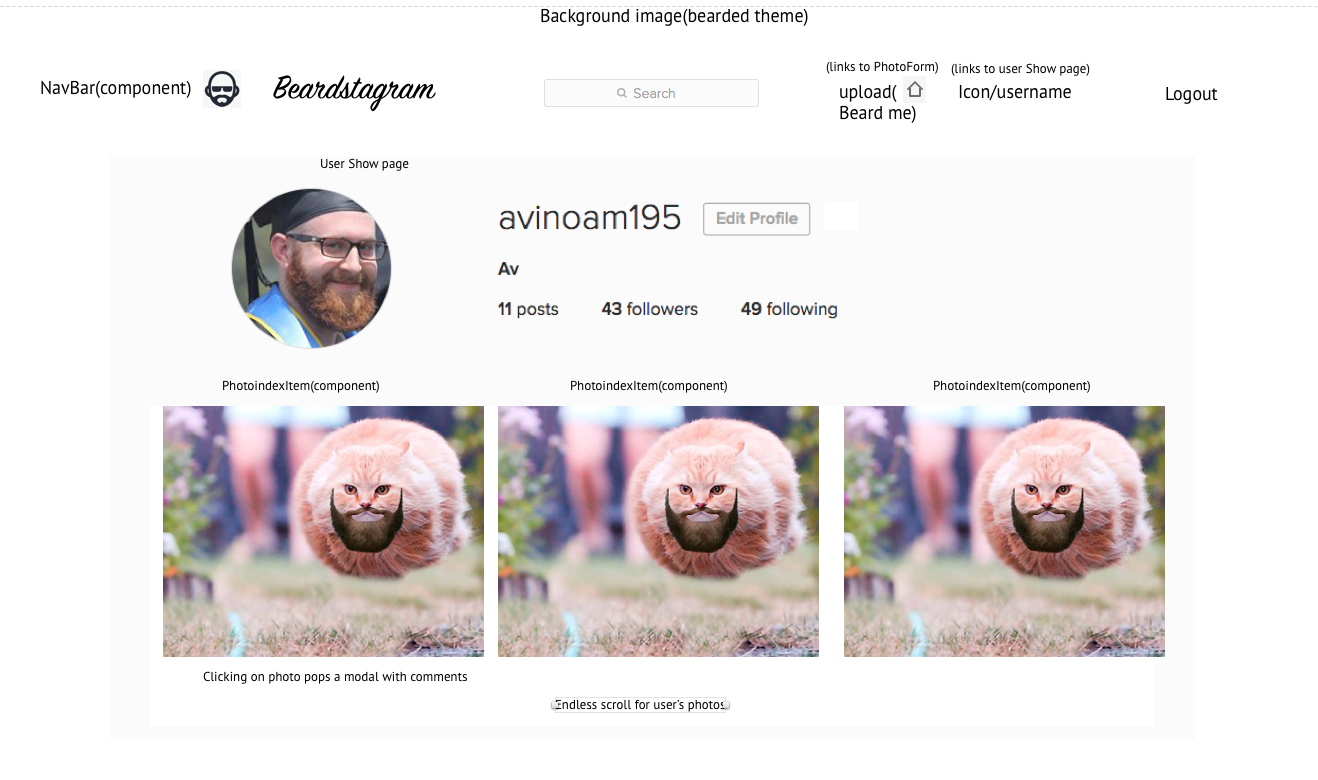 Background image(bearded theme)
(links to PhotoForm)
(links to user Show page)
NavBar(component)
Beardstagram
Search
upload(
Beard me)
Icon/username
Logout
User Show page
avinoam195
Edit Profile
Av
11 posts
43 followers
49 following
PhotoindexItem(component)
PhotoindexItem(component)
PhotoindexItem(component)
Clicking on photo pops a modal with comments
Endless scroll for user's photos